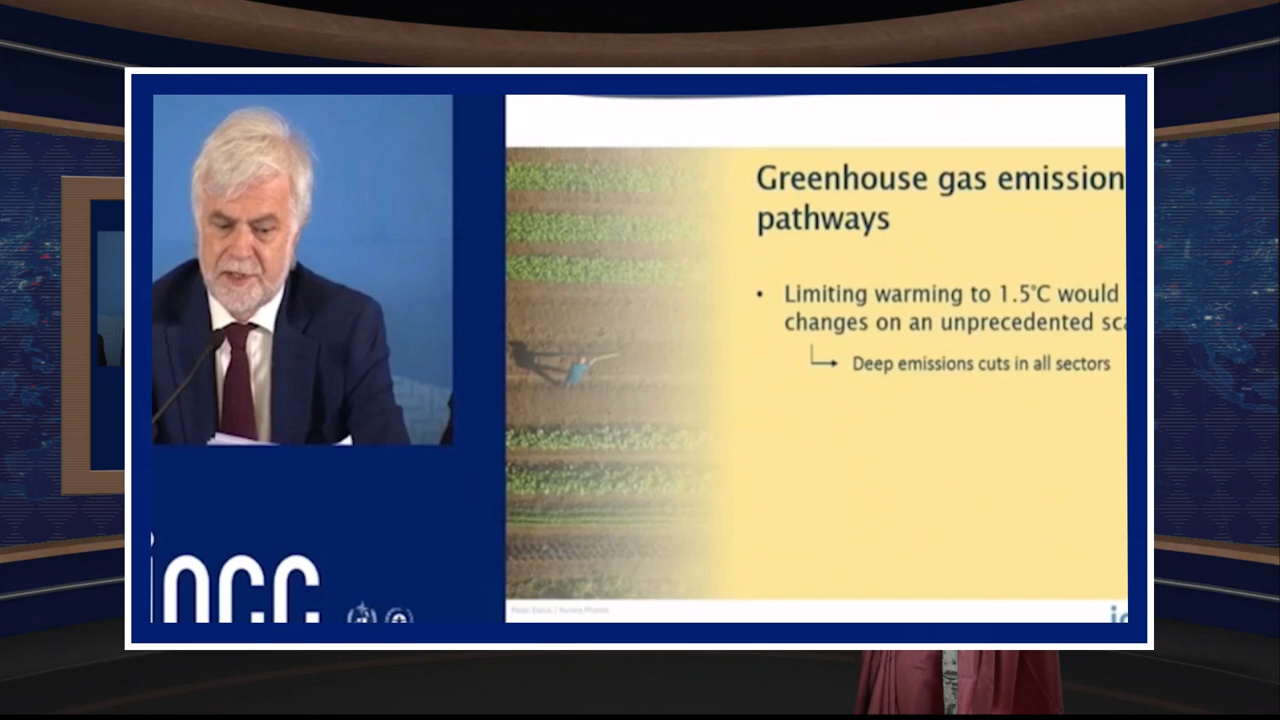 Greenhouse gas emission
pathways
• Limiting warming to 1.5°C would
changes on an unprecedented sca
Deep emissions cuts in all sectors
ipcc